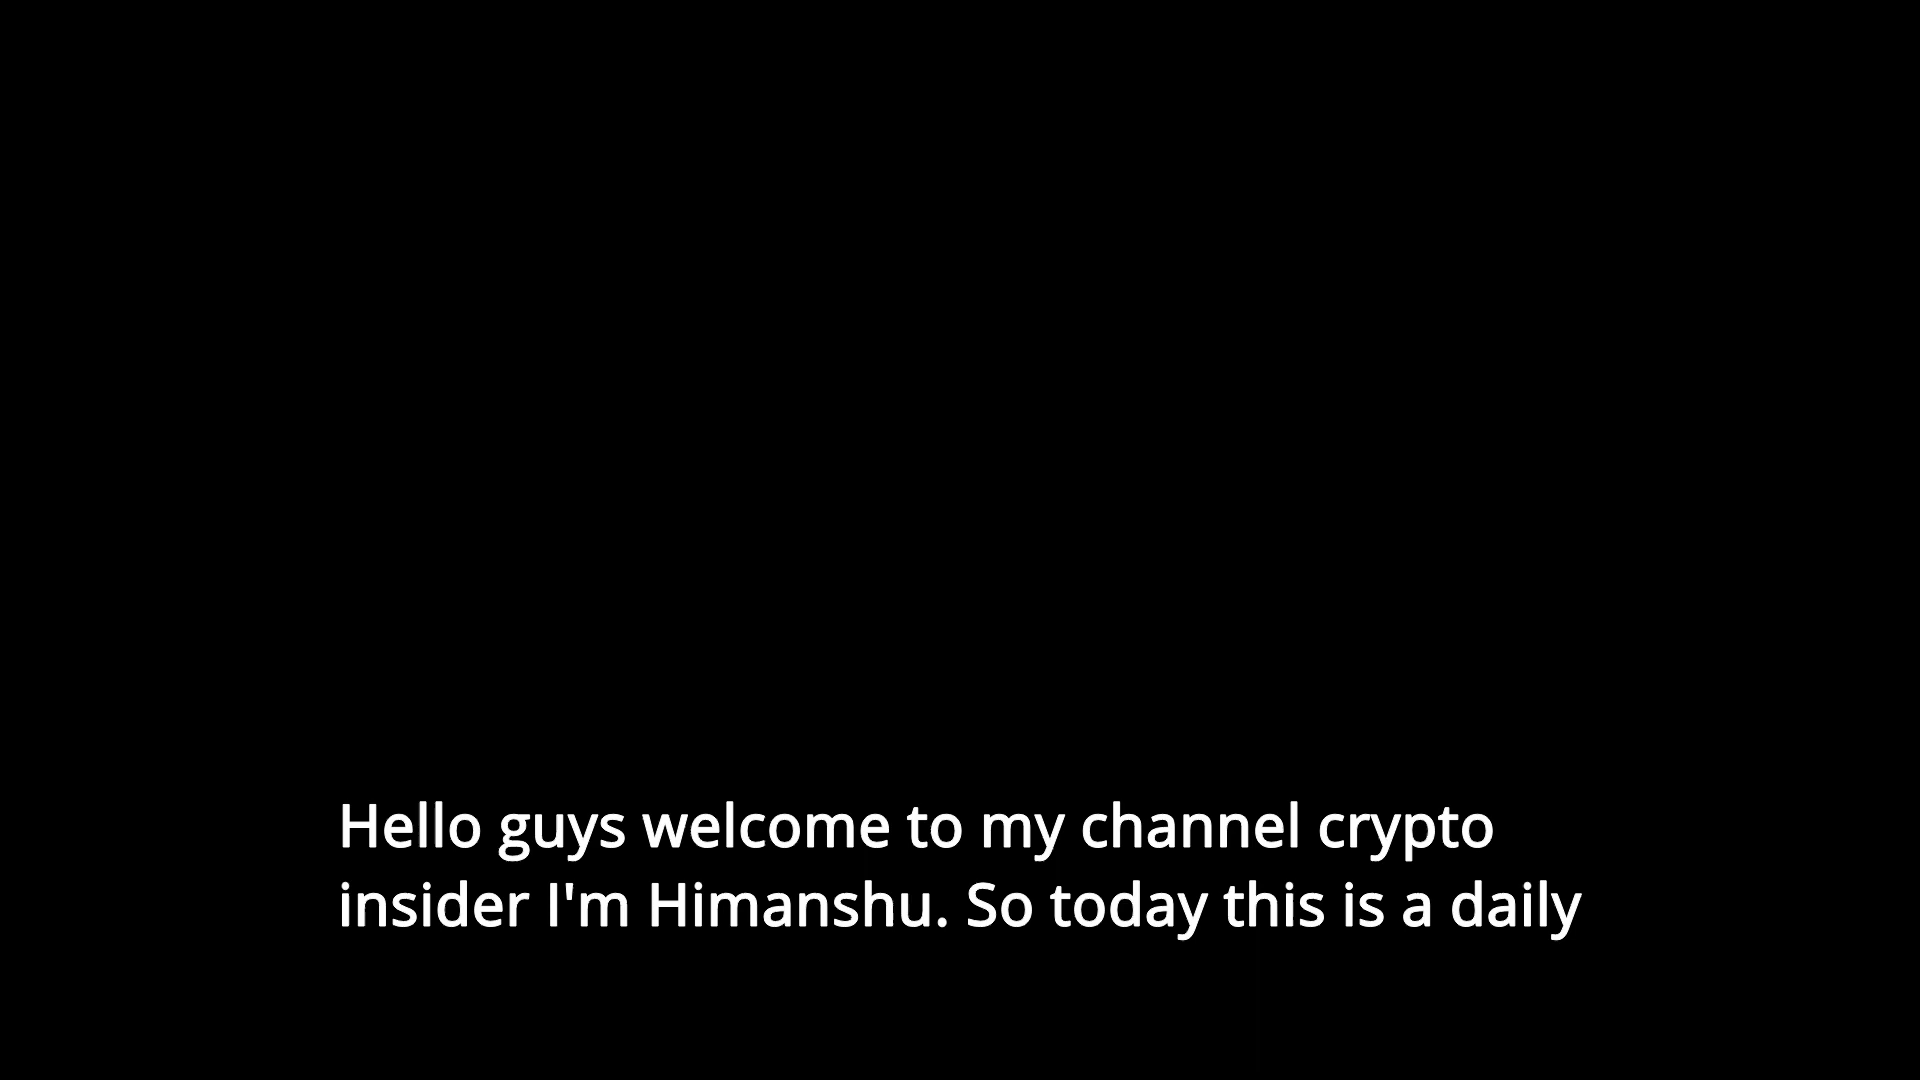 Hello guys welcome to my channel crypto
insider I'm Himanshu. So today this is a daily